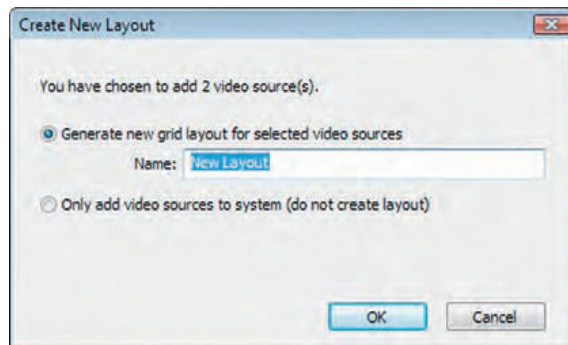 Create New Layout
You have chosen to add 2 video source(s).
Generate new grid layout for selected video sources
Name: New Layout
Only add video sources to system (do not create layout)
OK Cancel